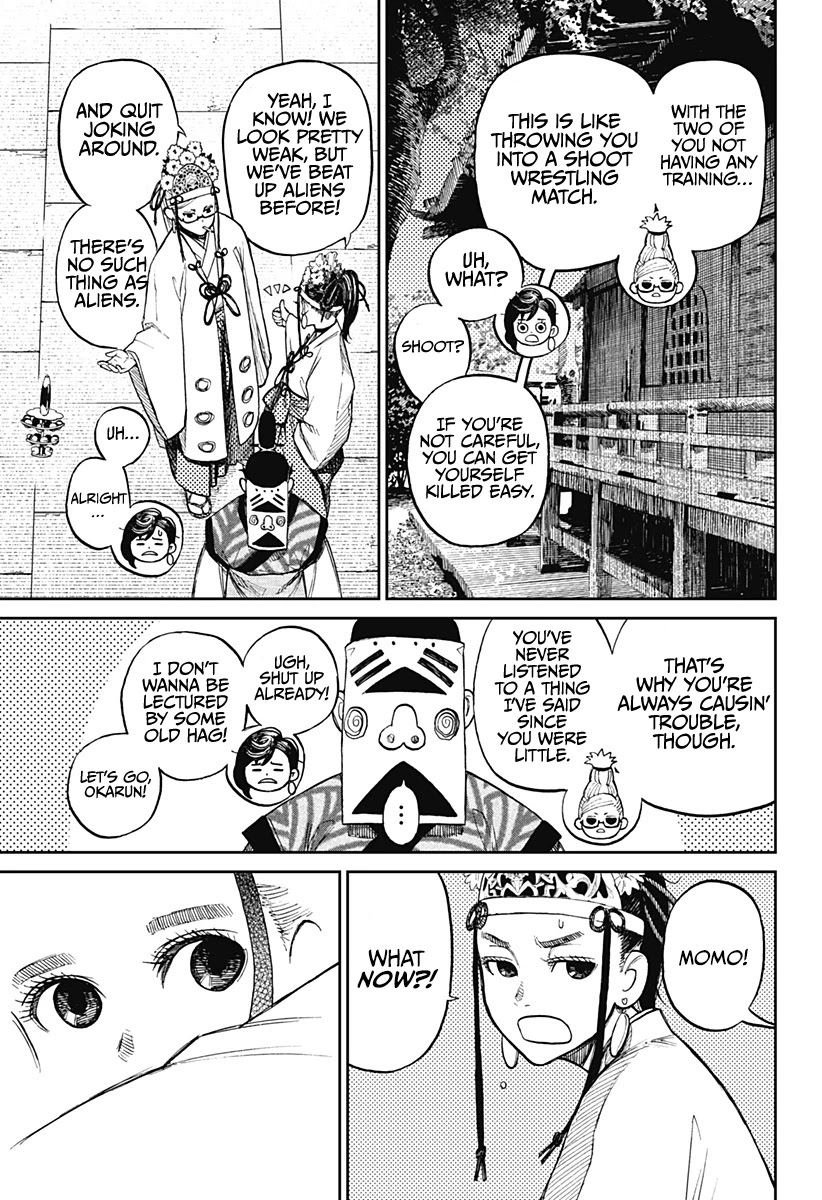 WITH THE
TWO OF
YOU NOT
HAVING ANY
TRAINING...
THIS IS LIKE
THROWING YOU
INTO A SHOOT
WRESTLING
MATCH.
UH,
WHAT?
SHOOT?
IF YOU'RE
NOT CAREFUL,
YOU CAN GET
YOURSELF
KILLED EASY.
YEAH, I
KNOW! WE
LOOK PRETTY
WEAK, BUT
WE'VE BEAT
UP ALIENS
BEFORE!
AND QUIT
JOKING
AROUND.
THERE'S
NO SUCH
THING AS
ALIENS.
UH...
ALRIGHT
...
THAT'S
WHY YOU'RE
ALWAYS CAUSIN'
TROUBLE,
THOUGH.
YOU'VE
NEVER
LISTENED
TO A THING
I'VE SAID
SINCE
YOU WERE
LITTLE.
...
UGH,
SHUT UP
ALREADY!
I DON'T
WANNA BE
LECTURED
BY SOME
OLD HAG!
LET'S GO,
OKARUN!
MOMO!
WHAT
NOW?!